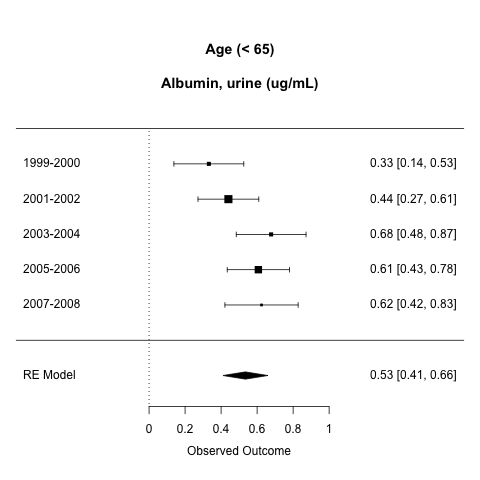 Age (< 65)
Albumin, urine (ug/mL)
1999-2000 0.33 [0.14, 0.53]
2001-2002 0.44 [0.27, 0.61]
2003-2004 0.68 [0.48, 0.87]
2005-2006 0.61 [0.43, 0.78]
2007-2008 0.62 [0.42, 0.83]
RE Model 0.53 [0.41, 0.66]
0 0.2 0.4 0.6 0.8 1
Observed Outcome